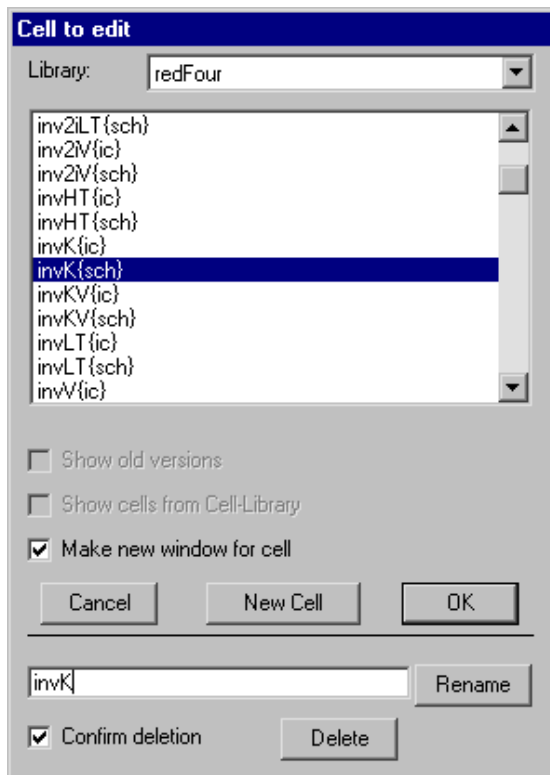 Cell to edit
Library: redFour
inv2iLT{sch}
inv2iV{ic}
inv2iV{sch}
invHT{ic}
invHT{sch}
invK{ic}
invK{sch}
invKV{ic}
invKV{sch}
invLT{ic}
invLT{sch}
invV{ic}
Show old versions
Show cells from Cell-Library
Make new window for cell
Cancel New Cell OK
invK Rename
Confirm deletion Delete